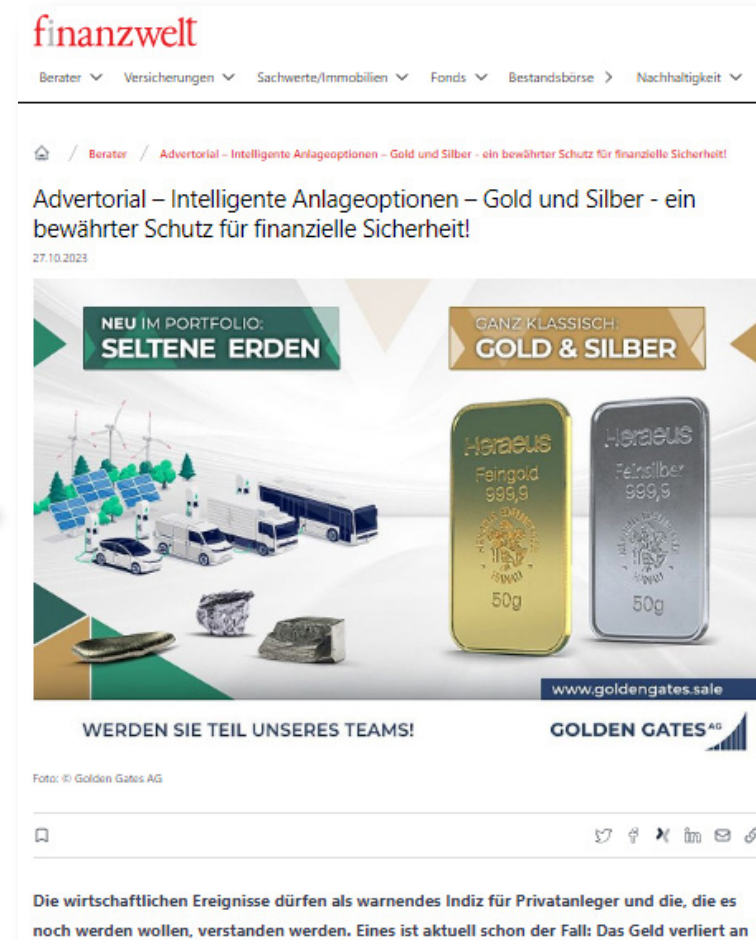 finanzwelt
Berater Versicherungen Sachwerte/Immobilien Fonds Bestandsbörse Nachhaltigkeit
/ Berater / Advertorial – Intelligente Anlageoptionen – Gold und Silber - ein bewährter Schutz für finanzielle Sicherheit!
Advertorial – Intelligente Anlageoptionen – Gold und Silber - ein
bewährter Schutz für finanzielle Sicherheit!
27.10.2023
NEU IM PORTFOLIO:
SELTENE ERDEN
GANZ KLASSISCH:
GOLD & SILBER
Heraeus
Feingold
999,9
50g
Heraeus
Feinsilber
999,9
50g
www.goldengates.sale
WERDEN SIE TEIL UNSERES TEAMS!
GOLDEN GATES AG
Foto: © Golden Gates AG
Die wirtschaftlichen Ereignisse dürfen als warnendes Indiz für Privatanleger und die, die es
noch werden wollen, verstanden werden. Eines ist aktuell schon der Fall: Das Geld verliert an